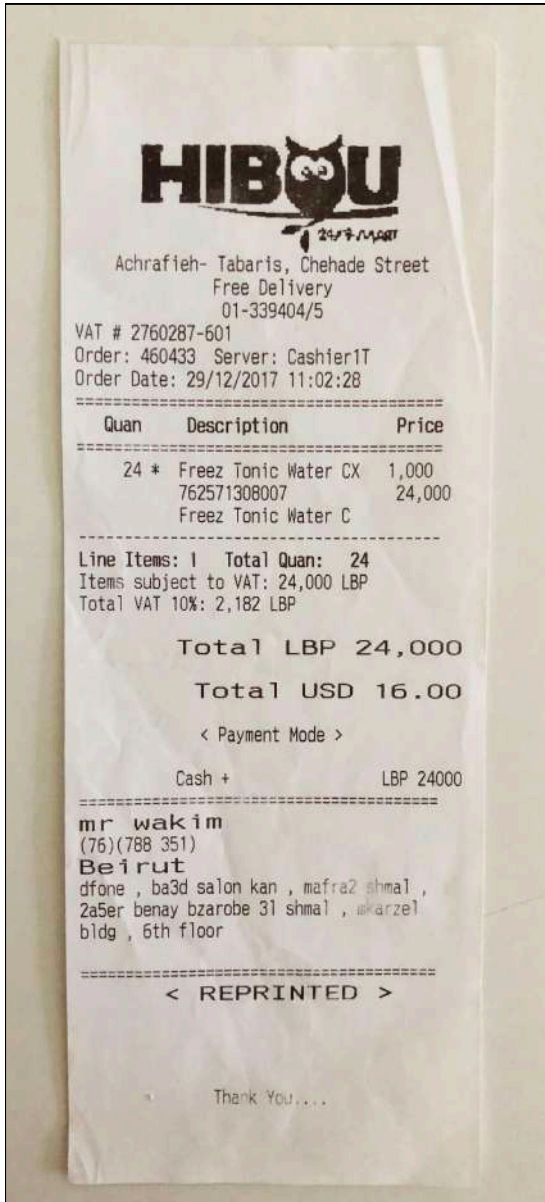 HIBOU
24/7 MART
Achrafieh- Tabaris, Chehade Street
Free Delivery
01-339404/5
VAT # 2760287-601
Order: 460433 Server: Cashier1T
Order Date: 29/12/2017 11:02:28
==========================================
Quan Description Price
==========================================
24 * Freez Tonic Water CX 1,000
762571308007 24,000
Freez Tonic Water C
------------------------------------------
Line Items: 1 Total Quan: 24
Items subject to VAT: 24,000 LBP
Total VAT 10%: 2,182 LBP
Total LBP 24,000
Total USD 16.00
< Payment Mode >
Cash + LBP 24000
==========================================
mr wakim
(76)(788 351)
Beirut
dfone , ba3d salon kan , mafra2 shmal ,
2a5er benay bzarobe 3l shmal , mkarzel
bldg , 6th floor
==========================================
< REPRINTED >
Thank You....